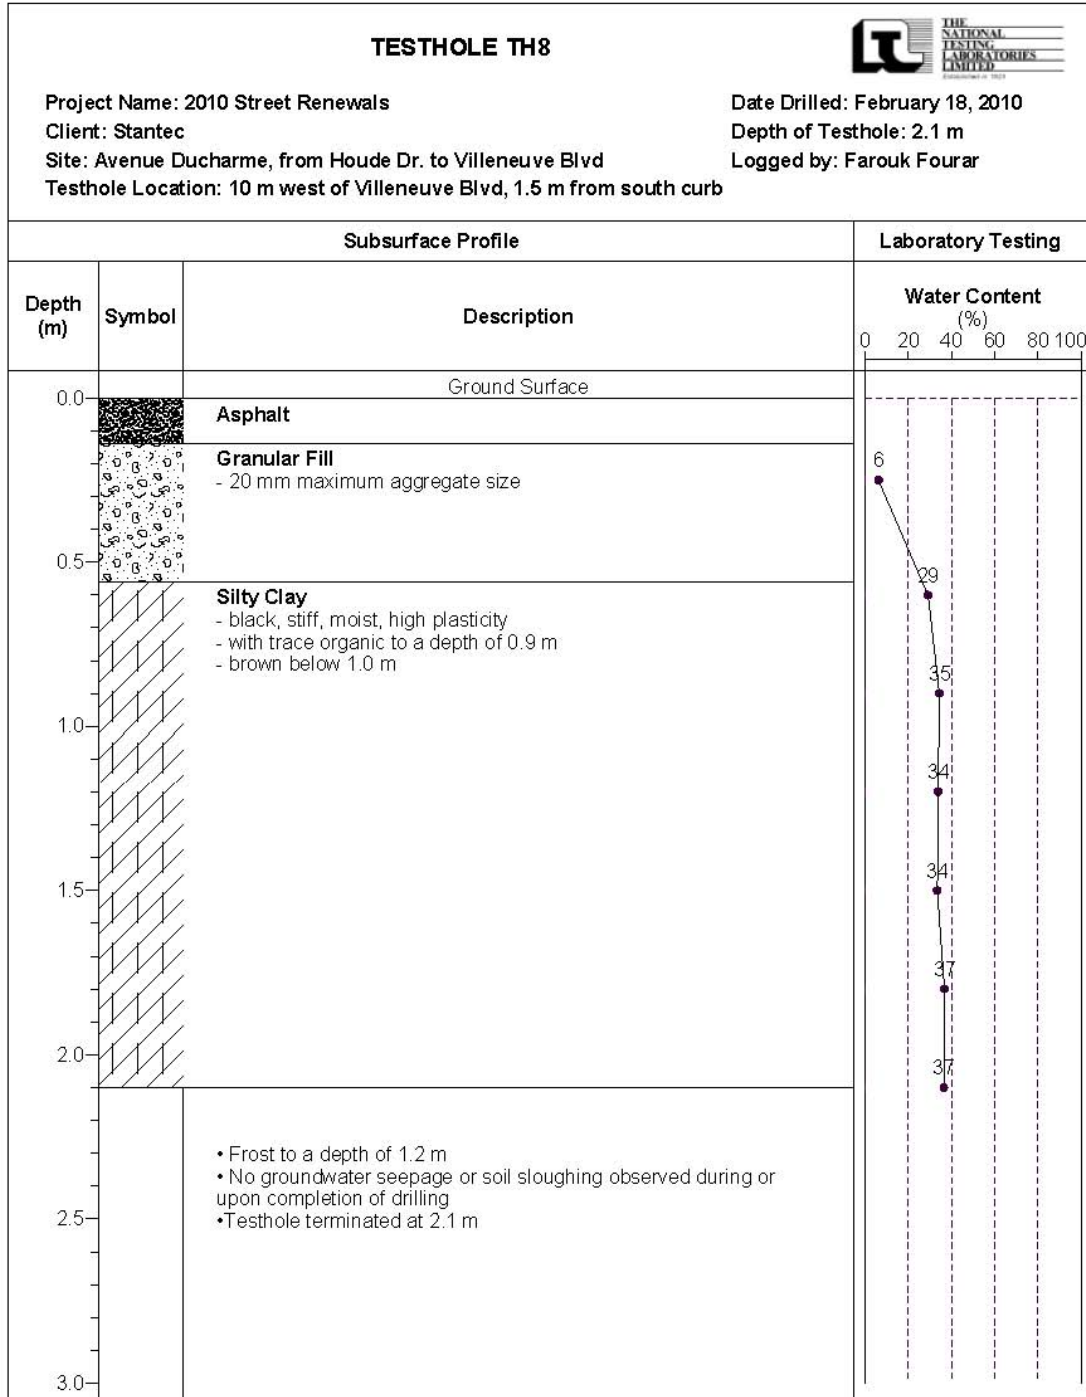 TESTHOLE TH8
THE
NATIONAL
TESTING
LABORATORIES
LIMITED
Established in 1923
Project Name: 2010 Street Renewals
Date Drilled: February 18, 2010
Client: Stantec
Depth of Testhole: 2.1 m
Site: Avenue Ducharme, from Houde Dr. to Villeneuve Blvd
Logged by: Farouk Fourar
Testhole Location: 10 m west of Villeneuve Blvd, 1.5 m from south curb
Subsurface Profile
Laboratory Testing
Depth
(m)
Symbol
Description
Water Content
(%)
0 20 40 60 80 100
Ground Surface
0.0
Asphalt
Granular Fill
- 20 mm maximum aggregate size
6
0.5
29
Silty Clay
- black, stiff, moist, high plasticity
- with trace organic to a depth of 0.9 m
- brown below 1.0 m
35
1.0
34
34
1.5
37
2.0
37
• Frost to a depth of 1.2 m
• No groundwater seepage or soil sloughing observed during or
upon completion of drilling
•Testhole terminated at 2.1 m
2.5
3.0